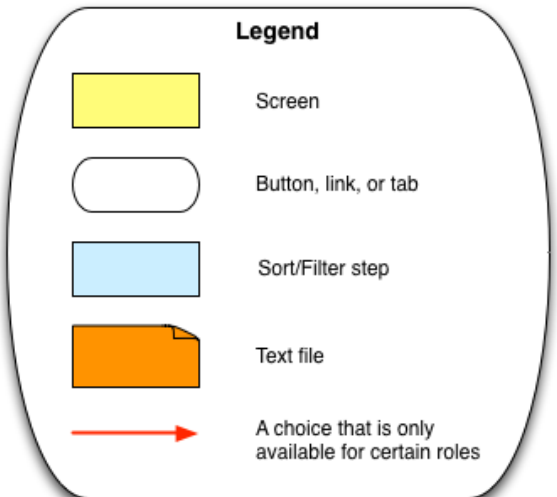 Legend
Screen
Button, link, or tab
Sort/Filter step
Text file
A choice that is only
available for certain roles